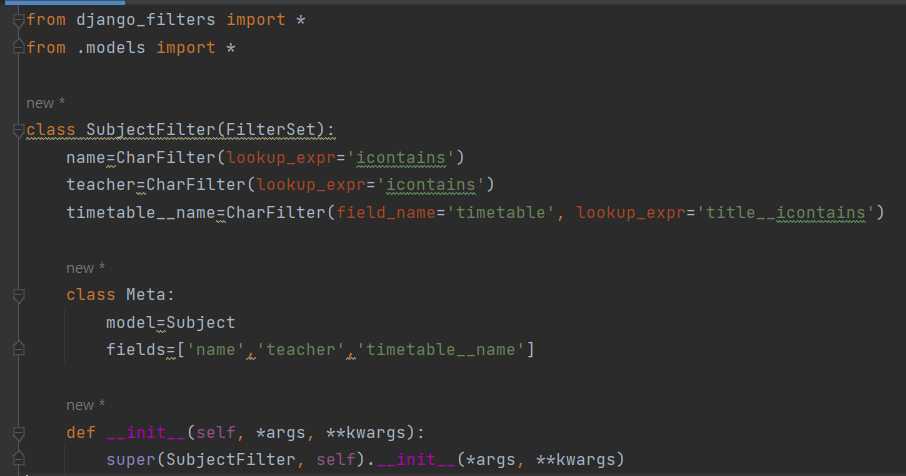 from django_filters import *
from .models import *
new *
class SubjectFilter(FilterSet):
name=CharFilter(lookup_expr='icontains')
teacher=CharFilter(lookup_expr='icontains')
timetable__name=CharFilter(field_name='timetable', lookup_expr='title__icontains')
new *
class Meta:
model=Subject
fields=['name','teacher','timetable__name']
new *
def __init__(self, *args, **kwargs):
super(SubjectFilter, self).__init__(*args, **kwargs)